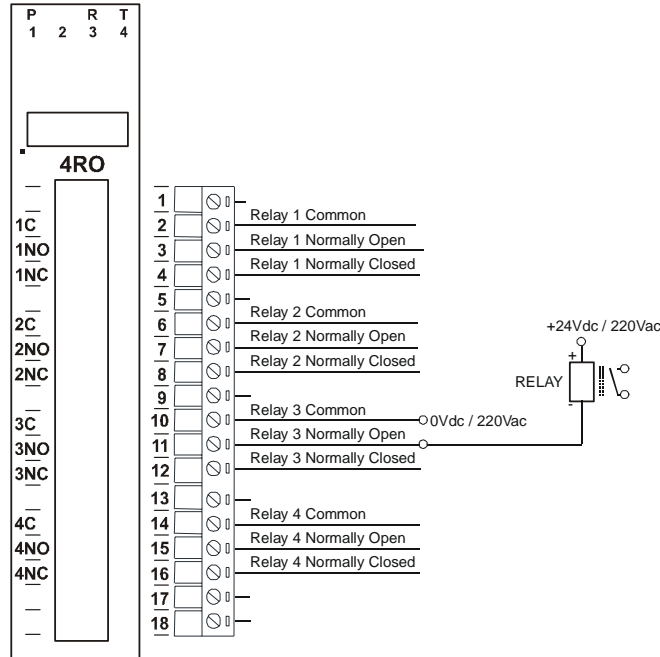 P R T
1 2 3 4
4RO
1
1C 2 Relay 1 Common
1NO 3 Relay 1 Normally Open
1NC 4 Relay 1 Normally Closed
5
2C 6 Relay 2 Common
2NO 7 Relay 2 Normally Open
2NC 8 Relay 2 Normally Closed
9
3C 10 Relay 3 Common 0Vdc / 220Vac
3NO 11 Relay 3 Normally Open
3NC 12 Relay 3 Normally Closed
13
4C 14 Relay 4 Common
4NO 15 Relay 4 Normally Open
4NC 16 Relay 4 Normally Closed
17
18
+24Vdc / 220Vac
+
RELAY
-